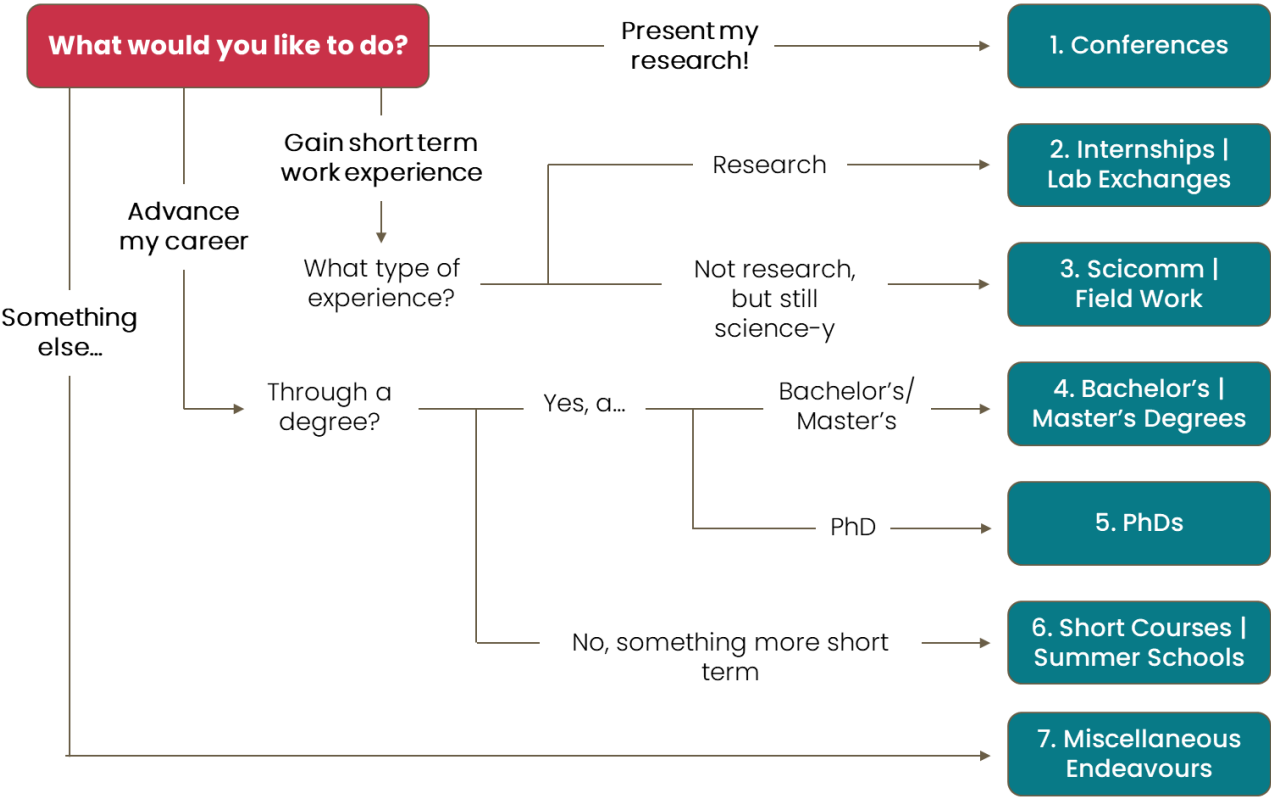 What would you like to do?
Present my
research!
1. Conferences
Gain short term
work experience
Research
2. Internships |
Lab Exchanges
Advance
my career
What type of
experience?
Not research,
but still
science-y
3. Scicomm |
Field Work
Something
else...
Through a
degree?
Yes, a...
Bachelor's/
Master's
4. Bachelor's |
Master's Degrees
PhD
5. PhDs
No, something more short
term
6. Short Courses |
Summer Schools
7. Miscellaneous
Endeavours